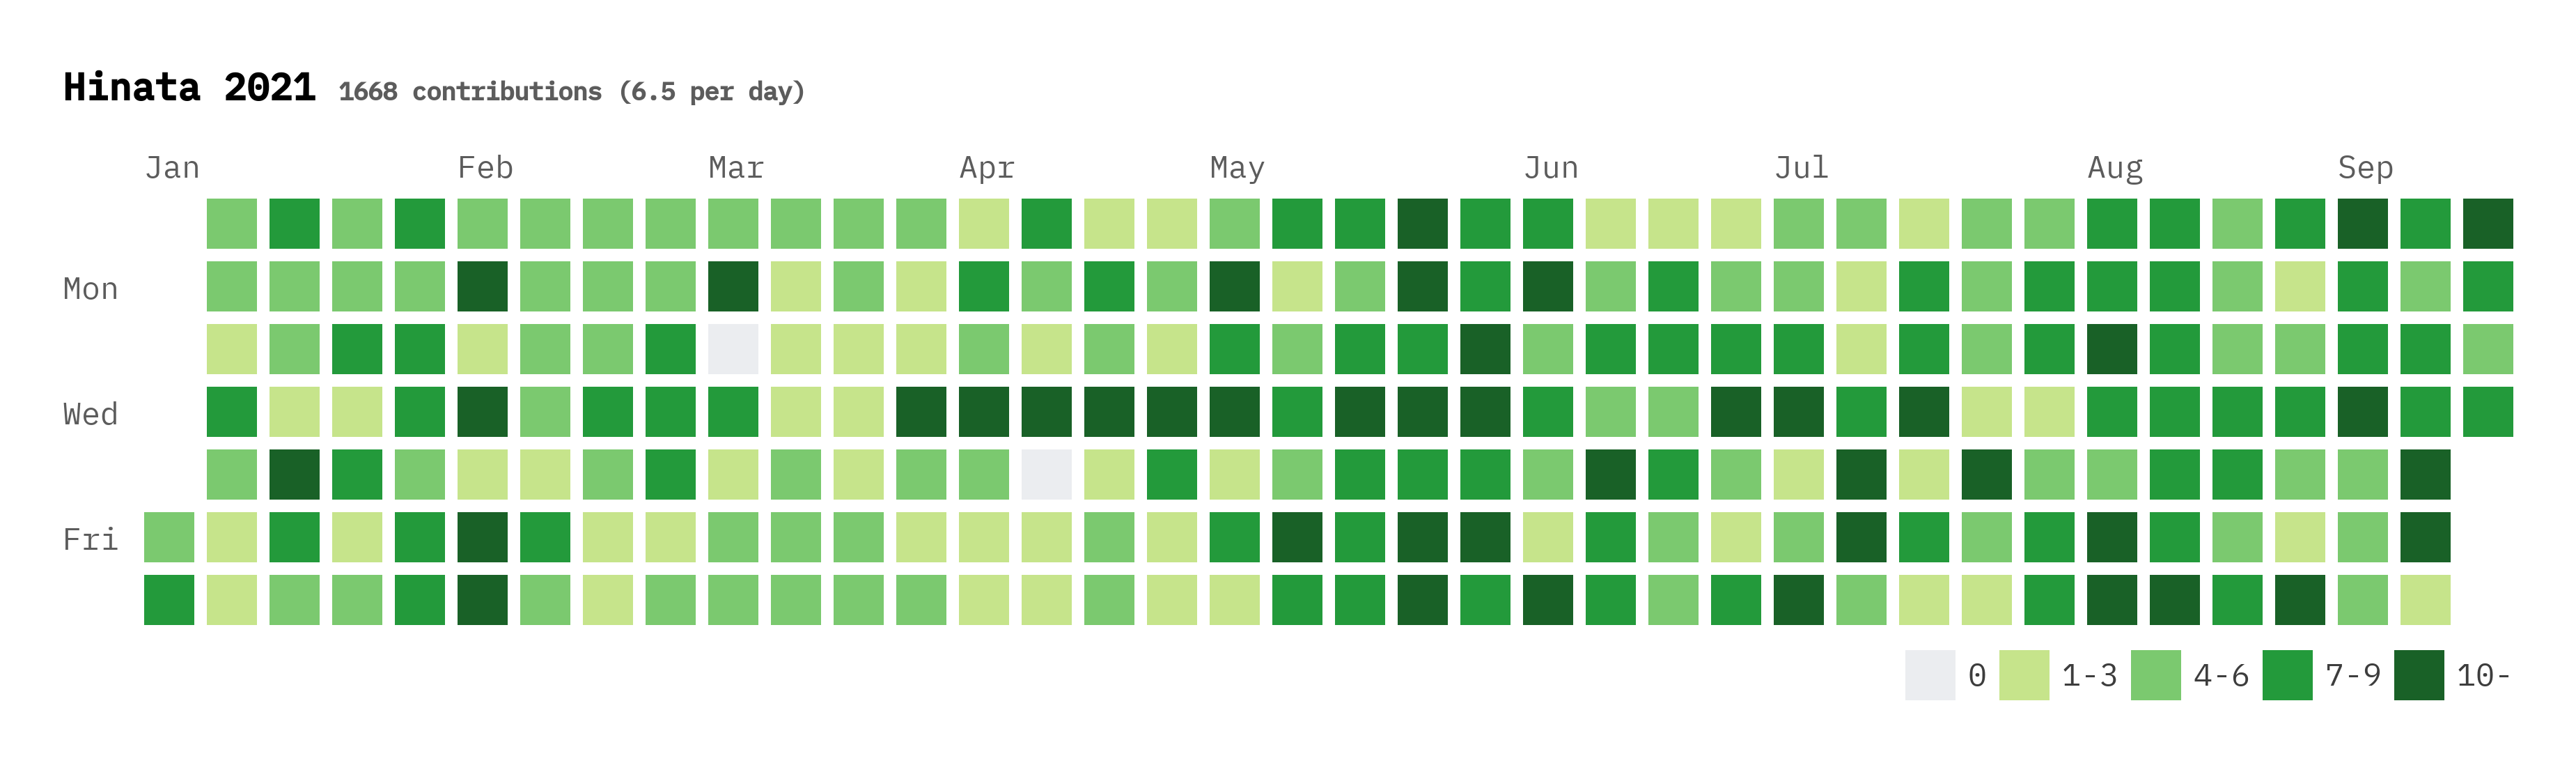 Hinata 2021 1668 contributions (6.5 per day)
Jan Feb Mar Apr May Jun Jul Aug Sep
Mon
Wed
Fri
0 1-3 4-6 7-9 10-